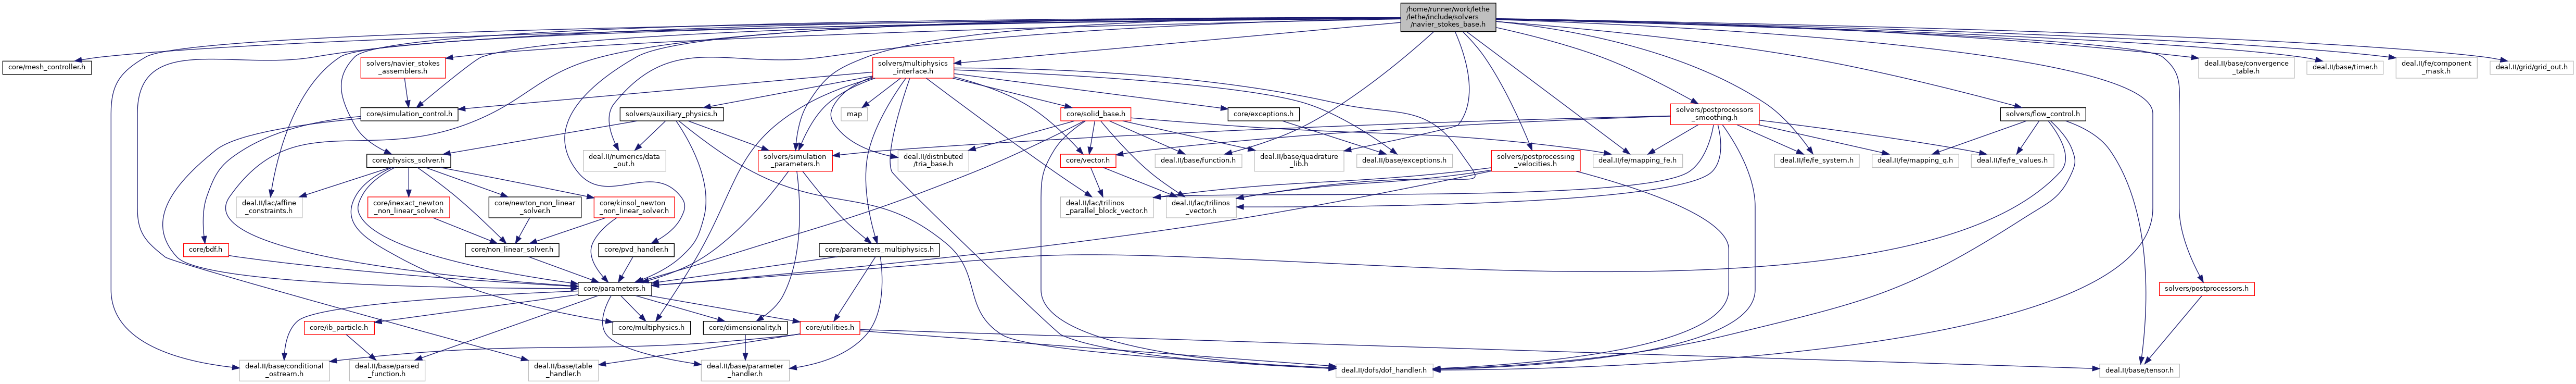 /home/runner/work/lethe
/lethe/include/solvers
/navier_stokes_base.h
core/mesh_controller.h
solvers/navier_stokes
_assemblers.h
solvers/multiphysics
_interface.h
deal.II/base/convergence
_table.h
deal.II/base/timer.h
deal.II/fe/component
_mask.h
deal.II/grid/grid_out.h
core/simulation_control.h
solvers/auxiliary_physics.h
map
core/solid_base.h
core/exceptions.h
solvers/postprocessors
_smoothing.h
solvers/flow_control.h
core/physics_solver.h
deal.II/numerics/data
_out.h
solvers/simulation
_parameters.h
deal.II/distributed
/tria_base.h
core/vector.h
deal.II/base/function.h
deal.II/base/quadrature
_lib.h
deal.II/base/exceptions.h
solvers/postprocessing
_velocities.h
deal.II/fe/mapping_fe.h
deal.II/fe/fe_system.h
deal.II/fe/mapping_q.h
deal.II/fe/fe_values.h
deal.II/lac/affine
_constraints.h
core/inexact_newton
_non_linear_solver.h
core/newton_non_linear
_solver.h
core/kinsol_newton
_non_linear_solver.h
deal.II/lac/trilinos
_parallel_block_vector.h
deal.II/lac/trilinos
_vector.h
core/bdf.h
core/non_linear_solver.h
core/pvd_handler.h
core/parameters_multiphysics.h
core/parameters.h
solvers/postprocessors.h
core/ib_particle.h
core/multiphysics.h
core/dimensionality.h
core/utilities.h
deal.II/base/conditional
_ostream.h
deal.II/base/parsed
_function.h
deal.II/base/table
_handler.h
deal.II/base/parameter
_handler.h
deal.II/dofs/dof_handler.h
deal.II/base/tensor.h